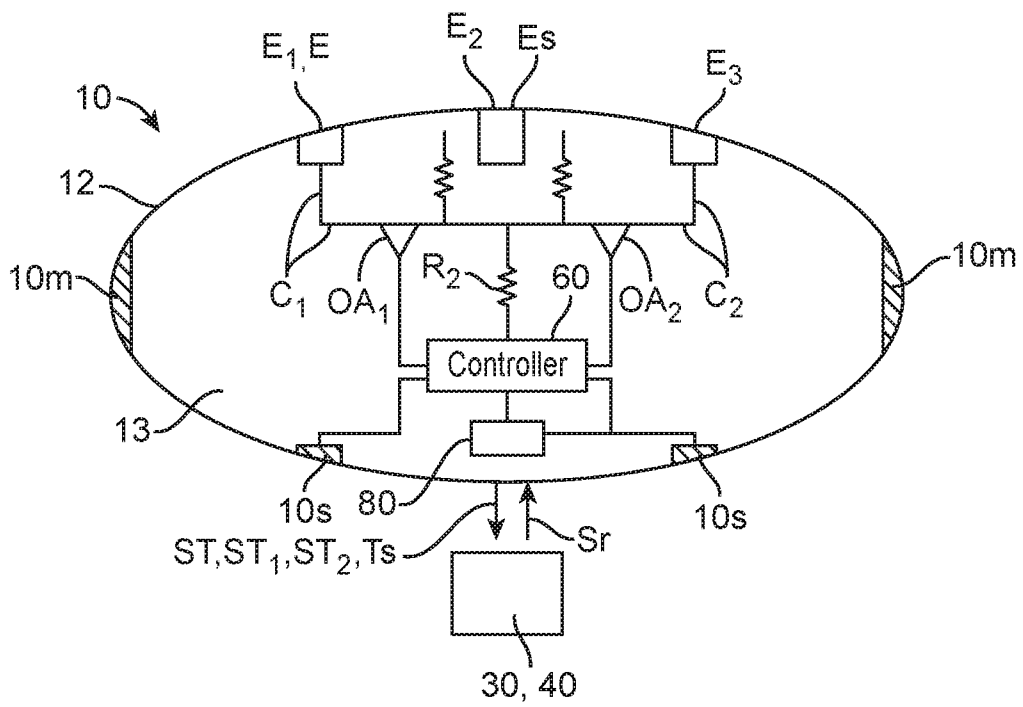 E₁, E
E₂
Es
E₃
10
12
10m
10m
C₁
OA₁
R₂
60
OA₂
C₂
Controller
13
10s
80
10s
ST,ST₁,ST₂,Ts
Sr
30, 40